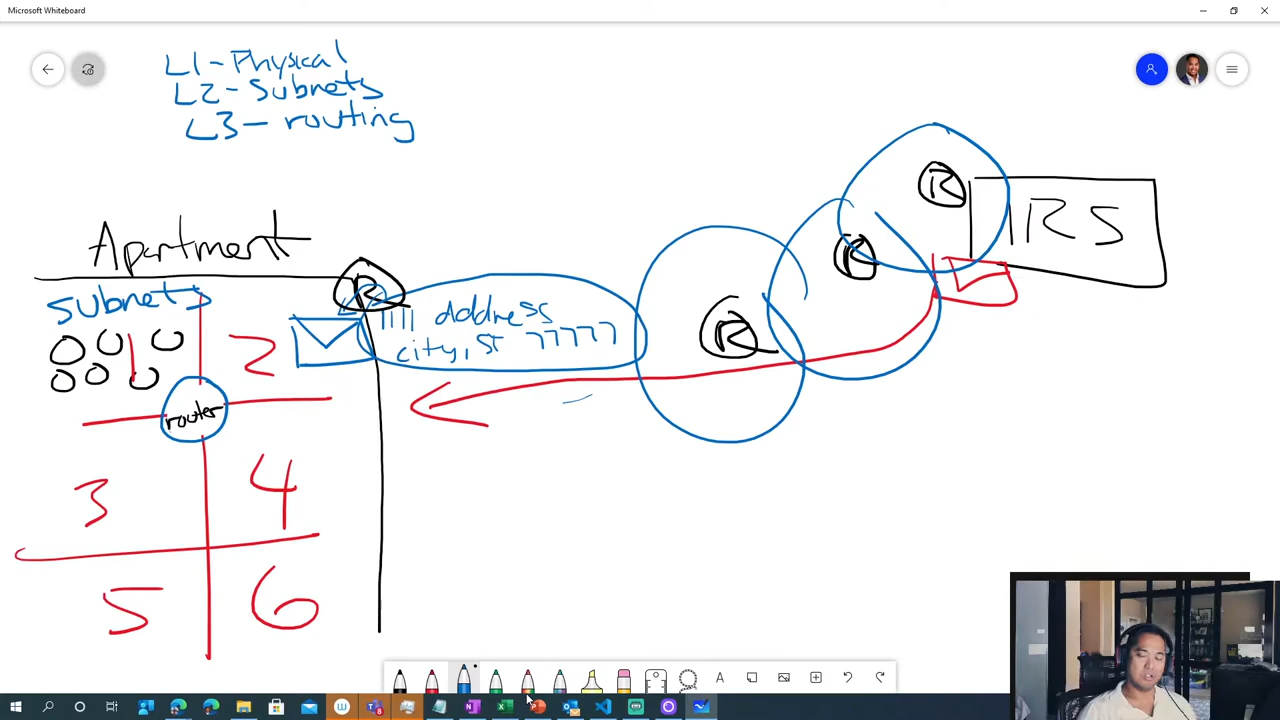 Microsoft Whiteboard
L1-Physical
L2-Subnets
L3-routing
Apartment
subnets
1
2
router
3
4
5
6
R
1111 address
city, St 77777
R
R
R
IRS